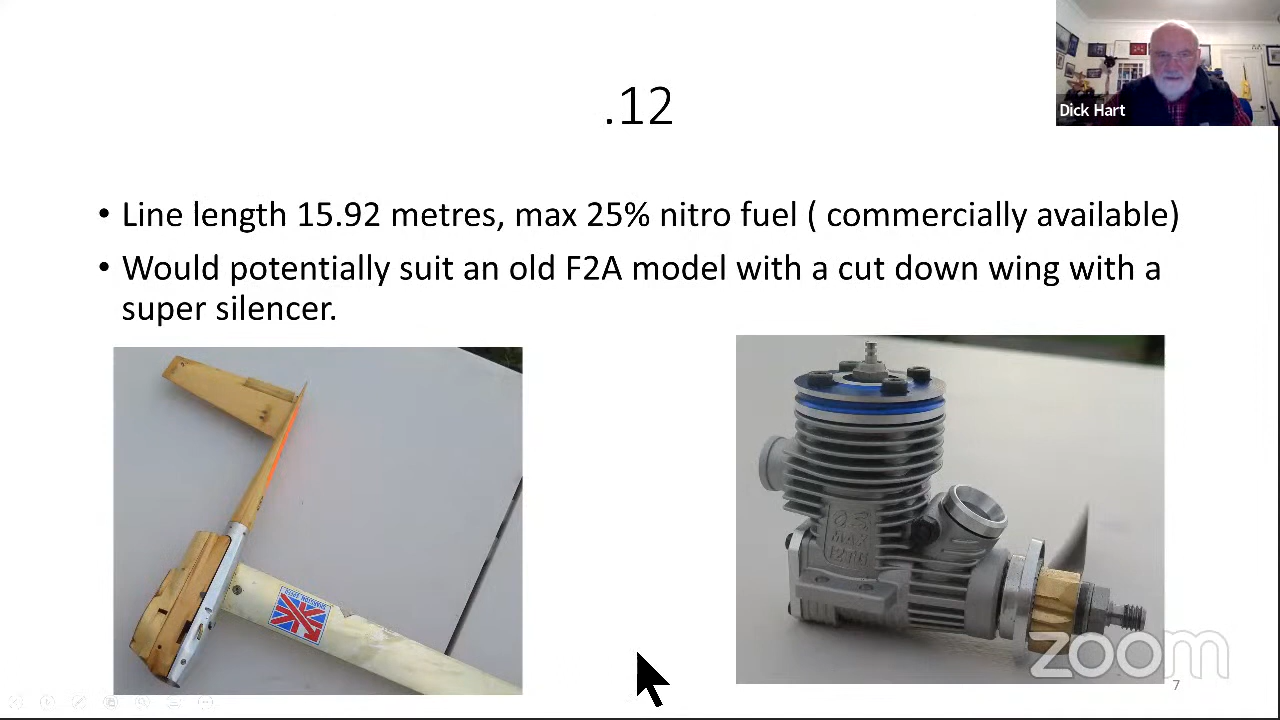 .12
Dick Hart
• Line length 15.92 metres, max 25% nitro fuel ( commercially available)
• Would potentially suit an old F2A model with a cut down wing with a
super silencer.
O.S.
MAX
zoom
7